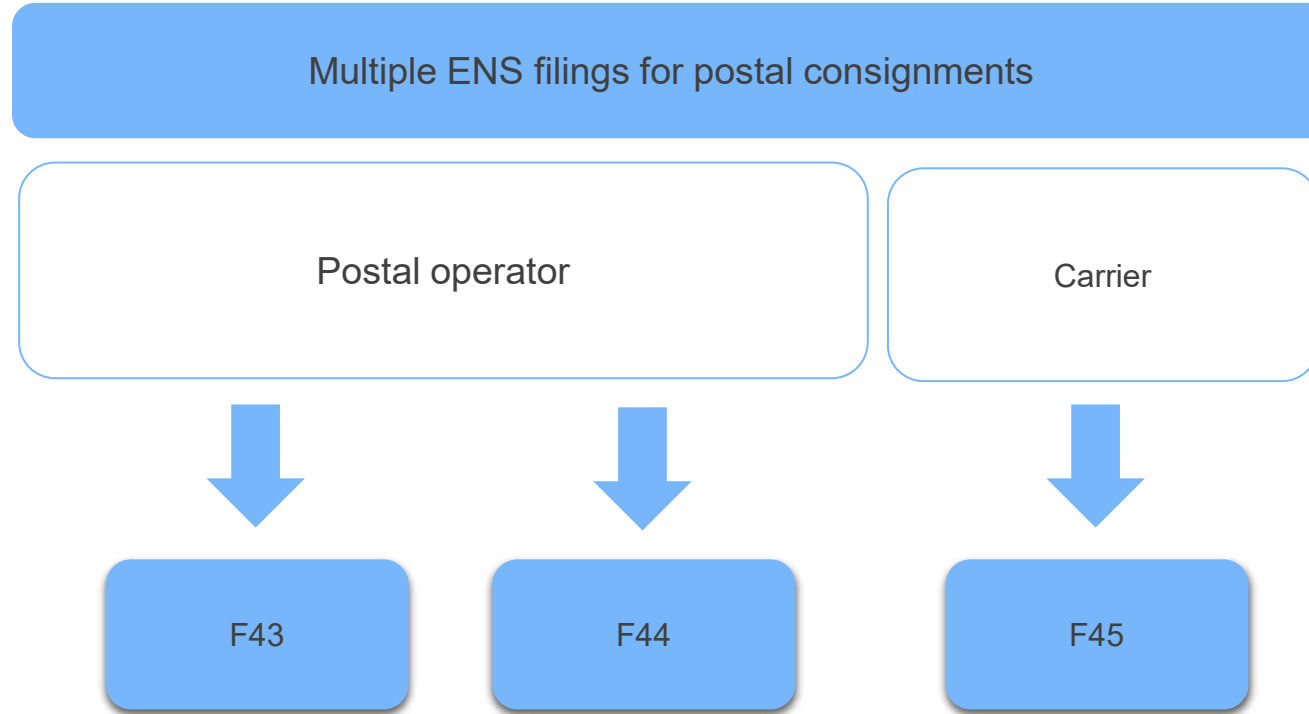 Multiple ENS filings for postal consignments
Postal operator
Carrier
F43
F44
F45